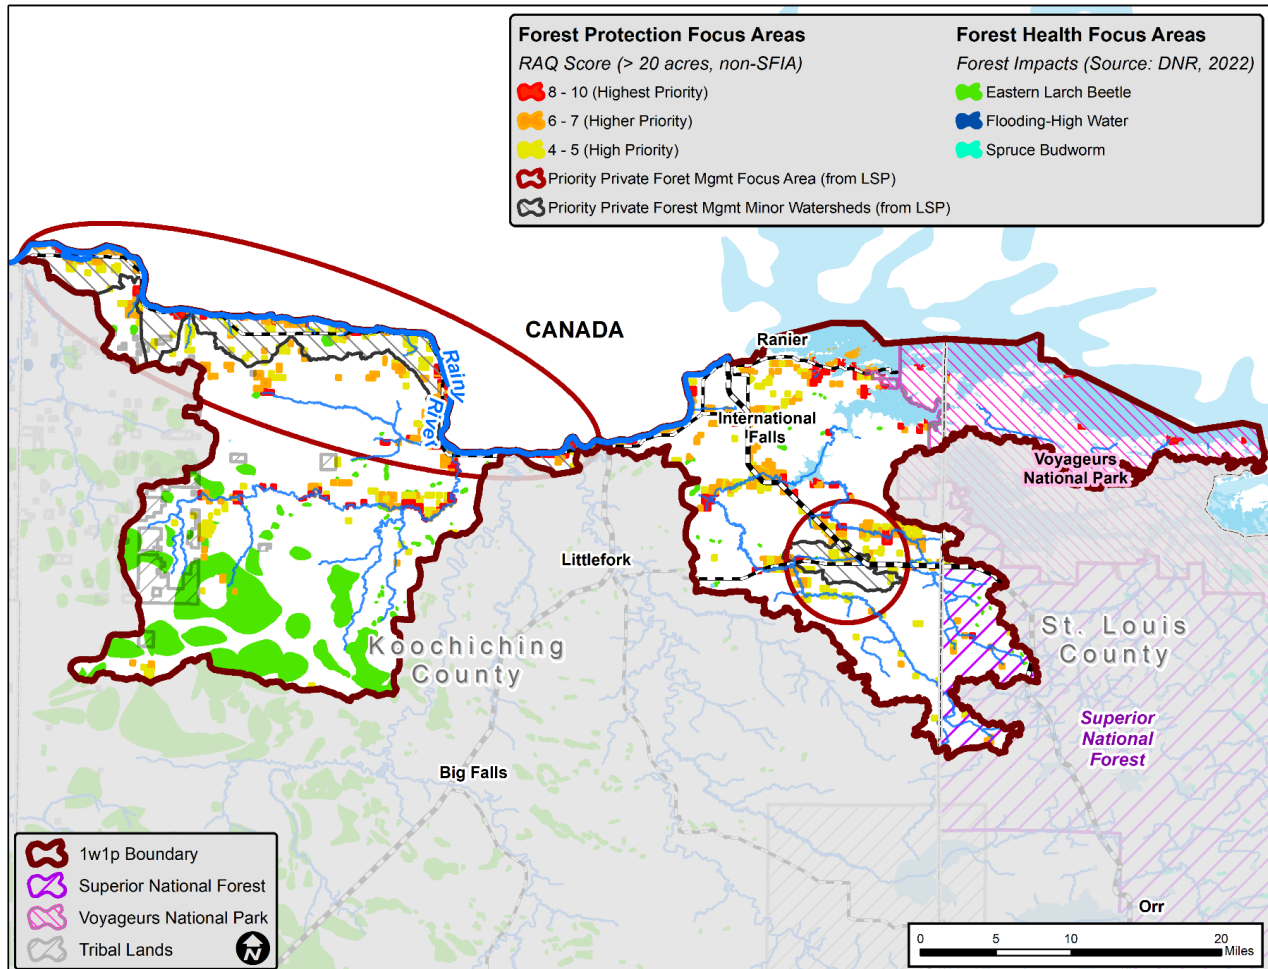 Forest Protection Focus Areas
RAQ Score (> 20 acres, non-SFIA)
8 - 10 (Highest Priority)
6 - 7 (Higher Priority)
4 - 5 (High Priority)
Priority Private Foret Mgmt Focus Area (from LSP)
Priority Private Forest Mgmt Minor Watersheds (from LSP)
Forest Health Focus Areas
Forest Impacts (Source: DNR, 2022)
Eastern Larch Beetle
Flooding-High Water
Spruce Budworm
CANADA
Ranier
Rainy
River
International
Falls
Voyageurs
National Park
Littlefork
Koochiching
County
St. Louis
County
Superior
National
Forest
Big Falls
Orr
1w1p Boundary
Superior National Forest
Voyageurs National Park
Tribal Lands
N
0 5 10 20
Miles